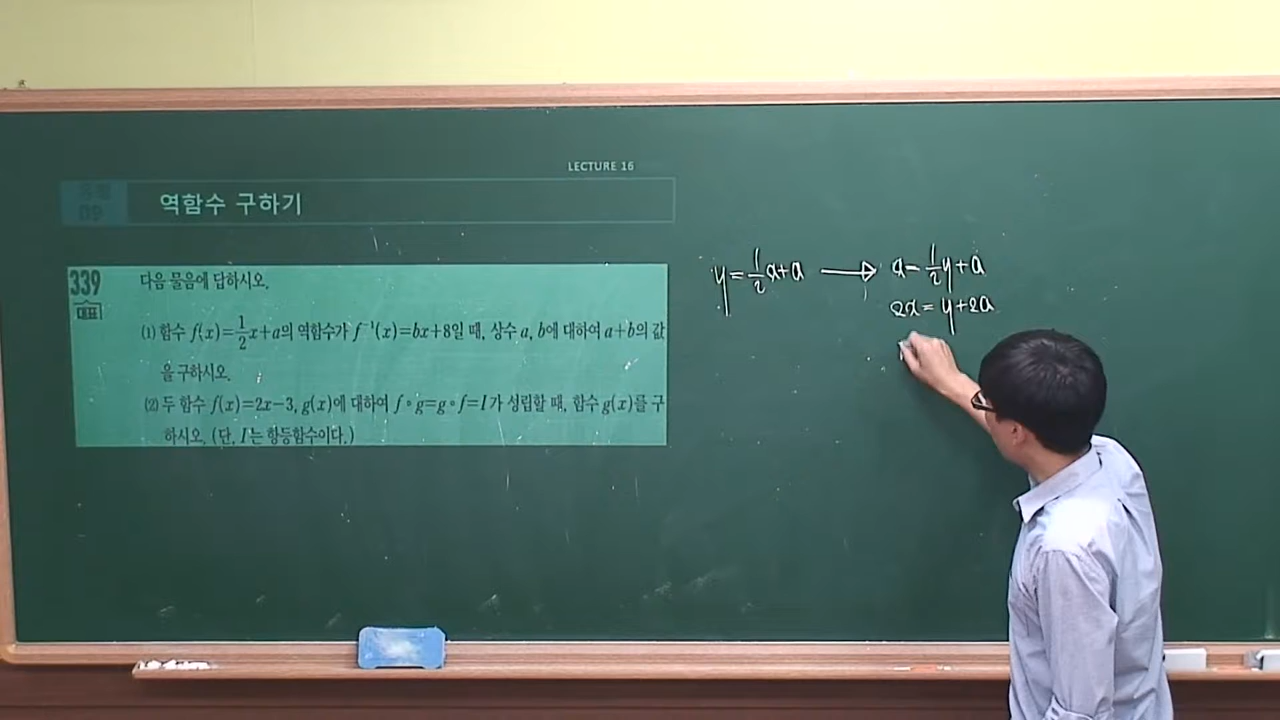 LECTURE 16
09
역함수 구하기
339
대표
다음 물음에 답하시오.
(1) 함수 f(x)=1/2x+a의 역함수가 f⁻¹(x)=bx+8일 때, 상수 a, b에 대하여 a+b의 값
을 구하시오.
(2) 두 함수 f(x)=2x-3, g(x)에 대하여 f∘g=g∘f=I가 성립할 때, 함수 g(x)를 구
하시오. (단, I는 항등함수이다.)
y=1/2x+a → x=1/2y+a
2x=y+2a